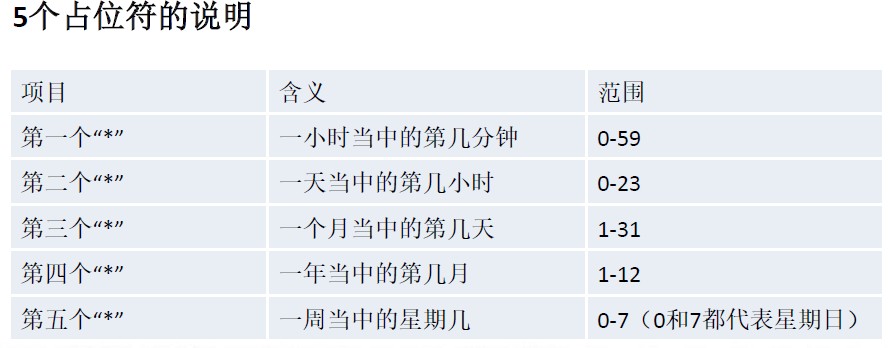 5个占位符的说明
项目 含义 范围
第一个“*” 一小时当中的第几分钟 0-59
第二个“*” 一天当中的第几小时 0-23
第三个“*” 一个月当中的第几天 1-31
第四个“*” 一年当中的第几月 1-12
第五个“*” 一周当中的星期几 0-7（0和7都代表星期日）